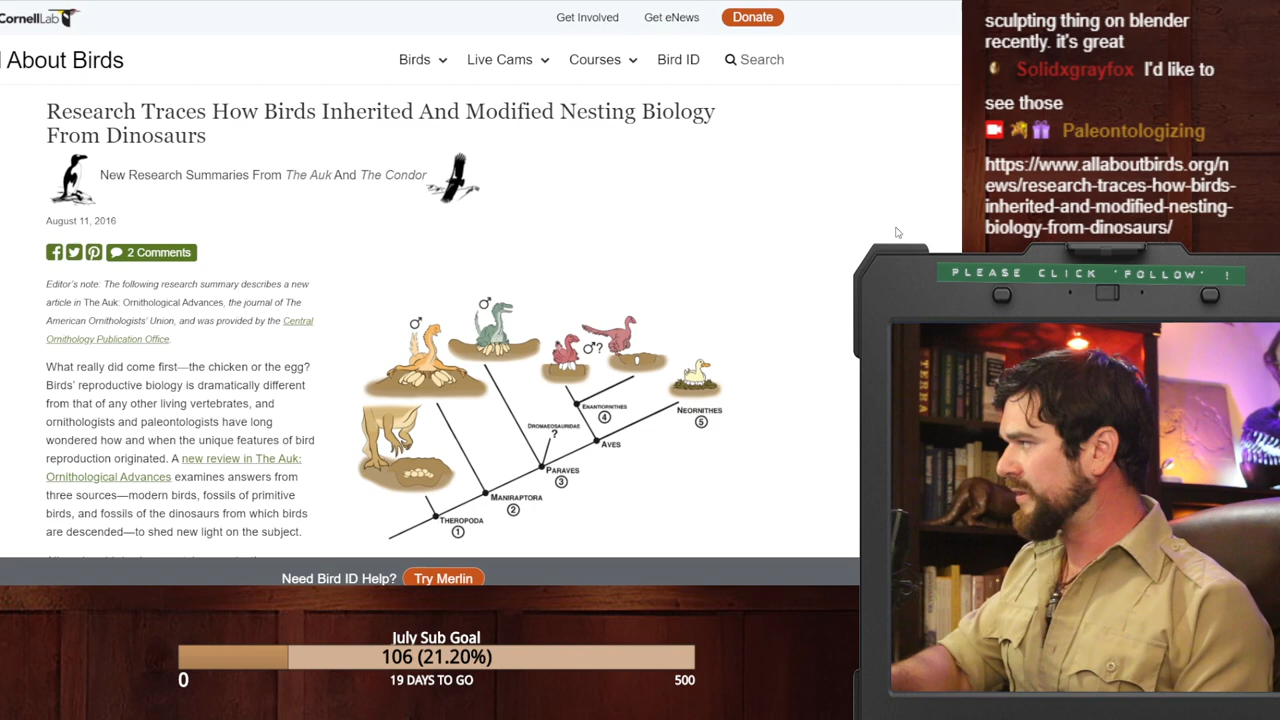 CornellLab
Get Involved
Get eNews
Donate
All About Birds
Birds
Live Cams
Courses
Bird ID
Search
Research Traces How Birds Inherited And Modified Nesting Biology
From Dinosaurs
New Research Summaries From The Auk And The Condor
August 11, 2016
2 Comments
Editor's note: The following research summary describes a new
article in The Auk: Ornithological Advances, the journal of The
American Ornithologists' Union, and was provided by the Central
Ornithology Publication Office.
What really did come first—the chicken or the egg?
Birds' reproductive biology is dramatically different
from that of any other living vertebrates, and
ornithologists and paleontologists have long
wondered how and when the unique features of bird
reproduction originated. A new review in The Auk:
Ornithological Advances examines answers from
three sources—modern birds, fossils of primitive
birds, and fossils of the dinosaurs from which birds
are descended—to shed new light on the subject.
♂
♂
♂?
Enantiornithes
4
Neornithes
5
Dromaeosauridae
?
Aves
Paraves
3
Maniraptora
2
Theropoda
1
Need Bird ID Help?
Try Merlin
July Sub Goal
106 (21.20%)
0
19 DAYS TO GO
500
sculpting thing on blender
recently. it's great
Solidxgrayfox I'd like to
see those
Paleontologizing
https://www.allaboutbirds.org/n
ews/research-traces-how-birds-
inherited-and-modified-nesting-
biology-from-dinosaurs/
PLEASE CLICK 'FOLLOW' !